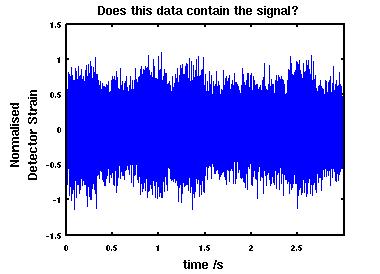 Does this data contain the signal?
1.5
1
0.5
0
-0.5
-1
-1.5
Normalised
Detector Strain
0 0.5 1 1.5 2 2.5
time /s